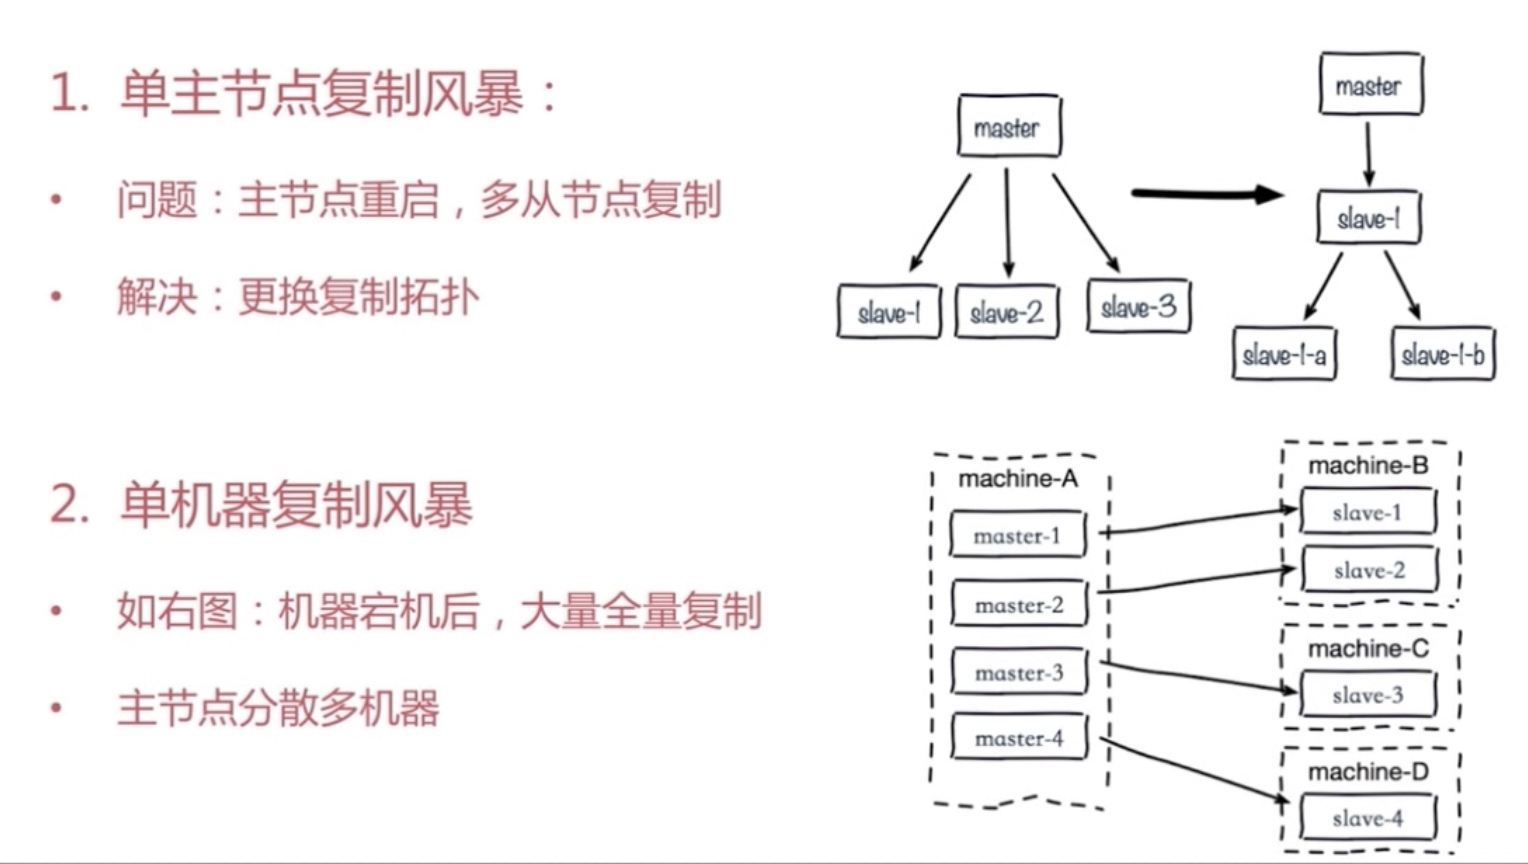 1. 单主节点复制风暴：
• 问题：主节点重启，多从节点复制
• 解决：更换复制拓扑
master
slave-1
slave-2
slave-3
master
slave-1
slave-1-a
slave-1-b
2. 单机器复制风暴
• 如右图：机器宕机后，大量全量复制
• 主节点分散多机器
machine-A
master-1
master-2
master-3
master-4
machine-B
slave-1
slave-2
machine-C
slave-3
machine-D
slave-4